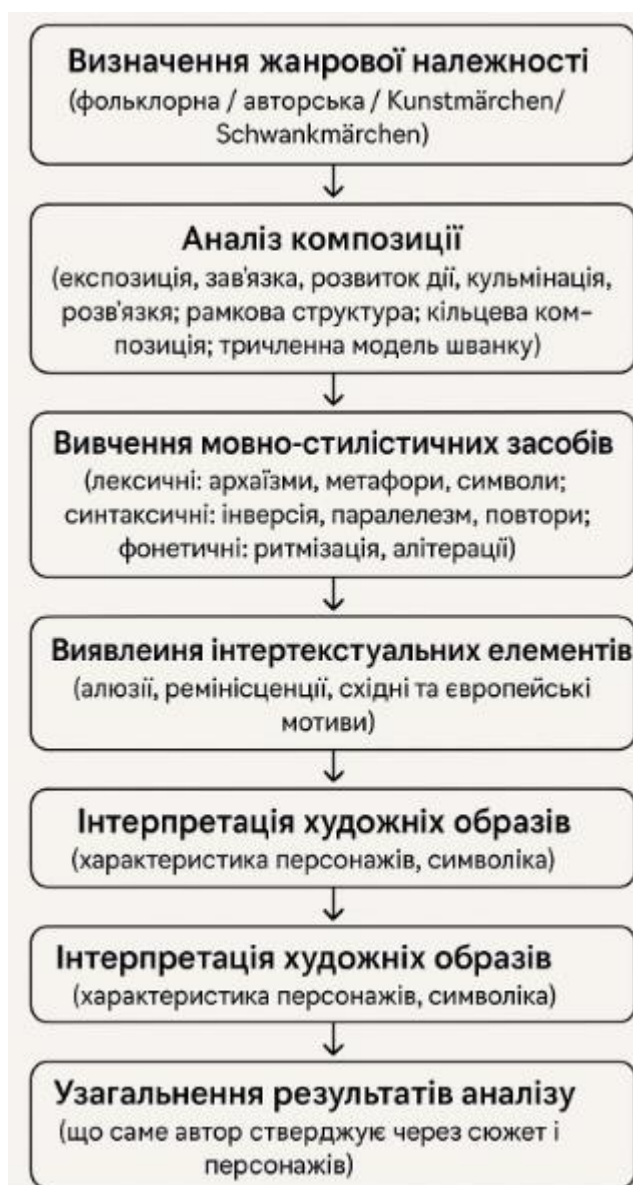 Визначення жанрової належності
(фольклорна / авторська / Kunstmärchen/
Schwankmärchen)
Аналіз композиції
(експозиція, зав'язка, розвиток дії, кульмінація,
розв'язкя; рамкова структура; кільцева ком-
позиція; тричленна модель шванку)
Вивчення мовно-стилістичних засобів
(лексичні: архаїзми, метафори, символи;
синтаксичні: інверсія, паралелезм, повтори;
фонетичні: ритмізація, алітерації)
Виявлеиня інтертекстуальних елементів
(алюзії, ремінісценції, східні та європейські
мотиви)
Інтерпретація художніх образів
(характеристика персонажів, символіка)
Інтерпретація художніх образів
(характеристика персонажів, символіка)
Узагальнення результатів аналізу
(що саме автор стверджує через сюжет і
персонажів)